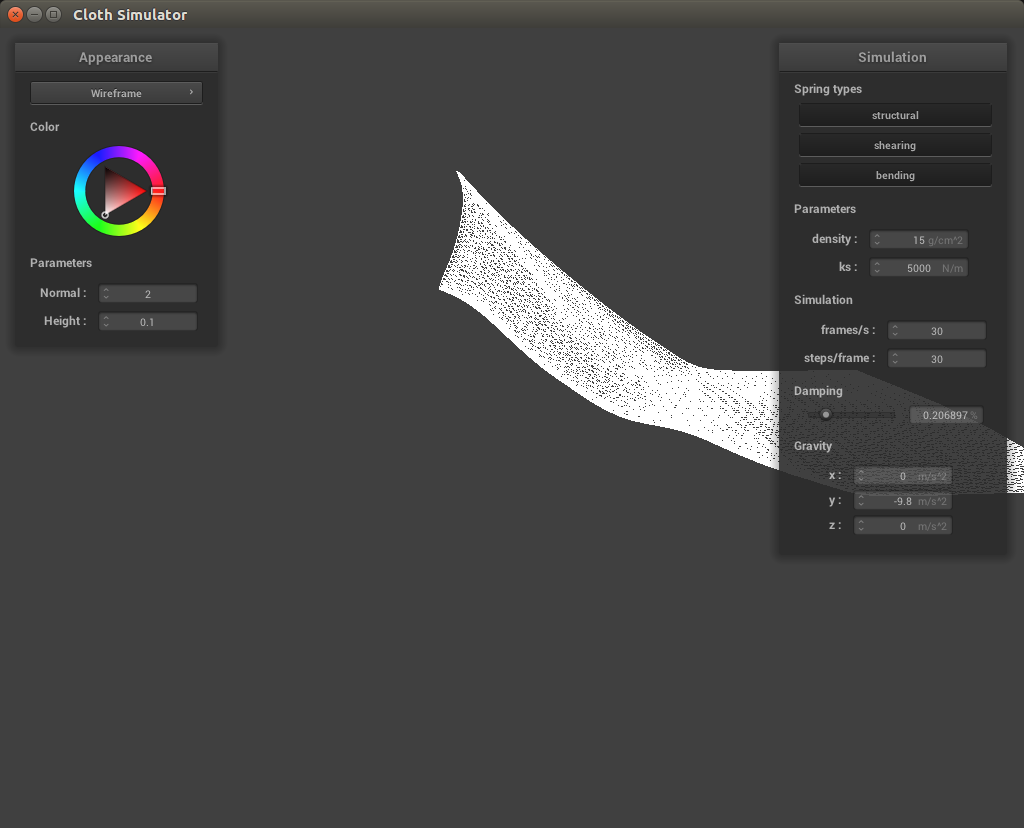 Cloth Simulator
Appearance
Wireframe
Color
Parameters
Normal : 2
Height : 0.1
Simulation
Spring types
structural
shearing
bending
Parameters
density : 15 g/cm^2
ks : 5000 N/m
Simulation
frames/s : 30
steps/frame : 30
Damping
0.206897 %
Gravity
x : 0 m/s^2
y : -9.8 m/s^2
z : 0 m/s^2